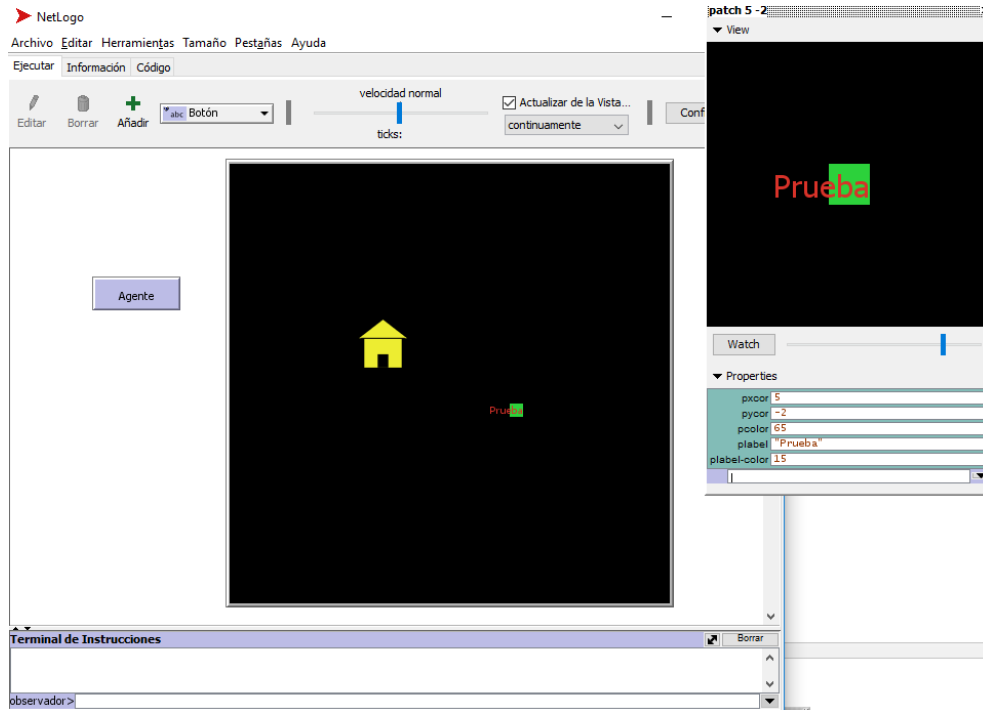 NetLogo
Archivo Editar Herramientas Tamaño Pestañas Ayuda
Ejecutar Información Código
Editar Borrar Añadir abc Botón
velocidad normal
ticks:
Actualizar de la Vista...
continuamente
Conf
Agente
Prueba
Terminal de Instrucciones
Borrar
observador>
patch 5 -2
View
Prueba
Watch
Properties
pxcor 5
pycor -2
pcolor 65
plabel "Prueba"
plabel-color 15